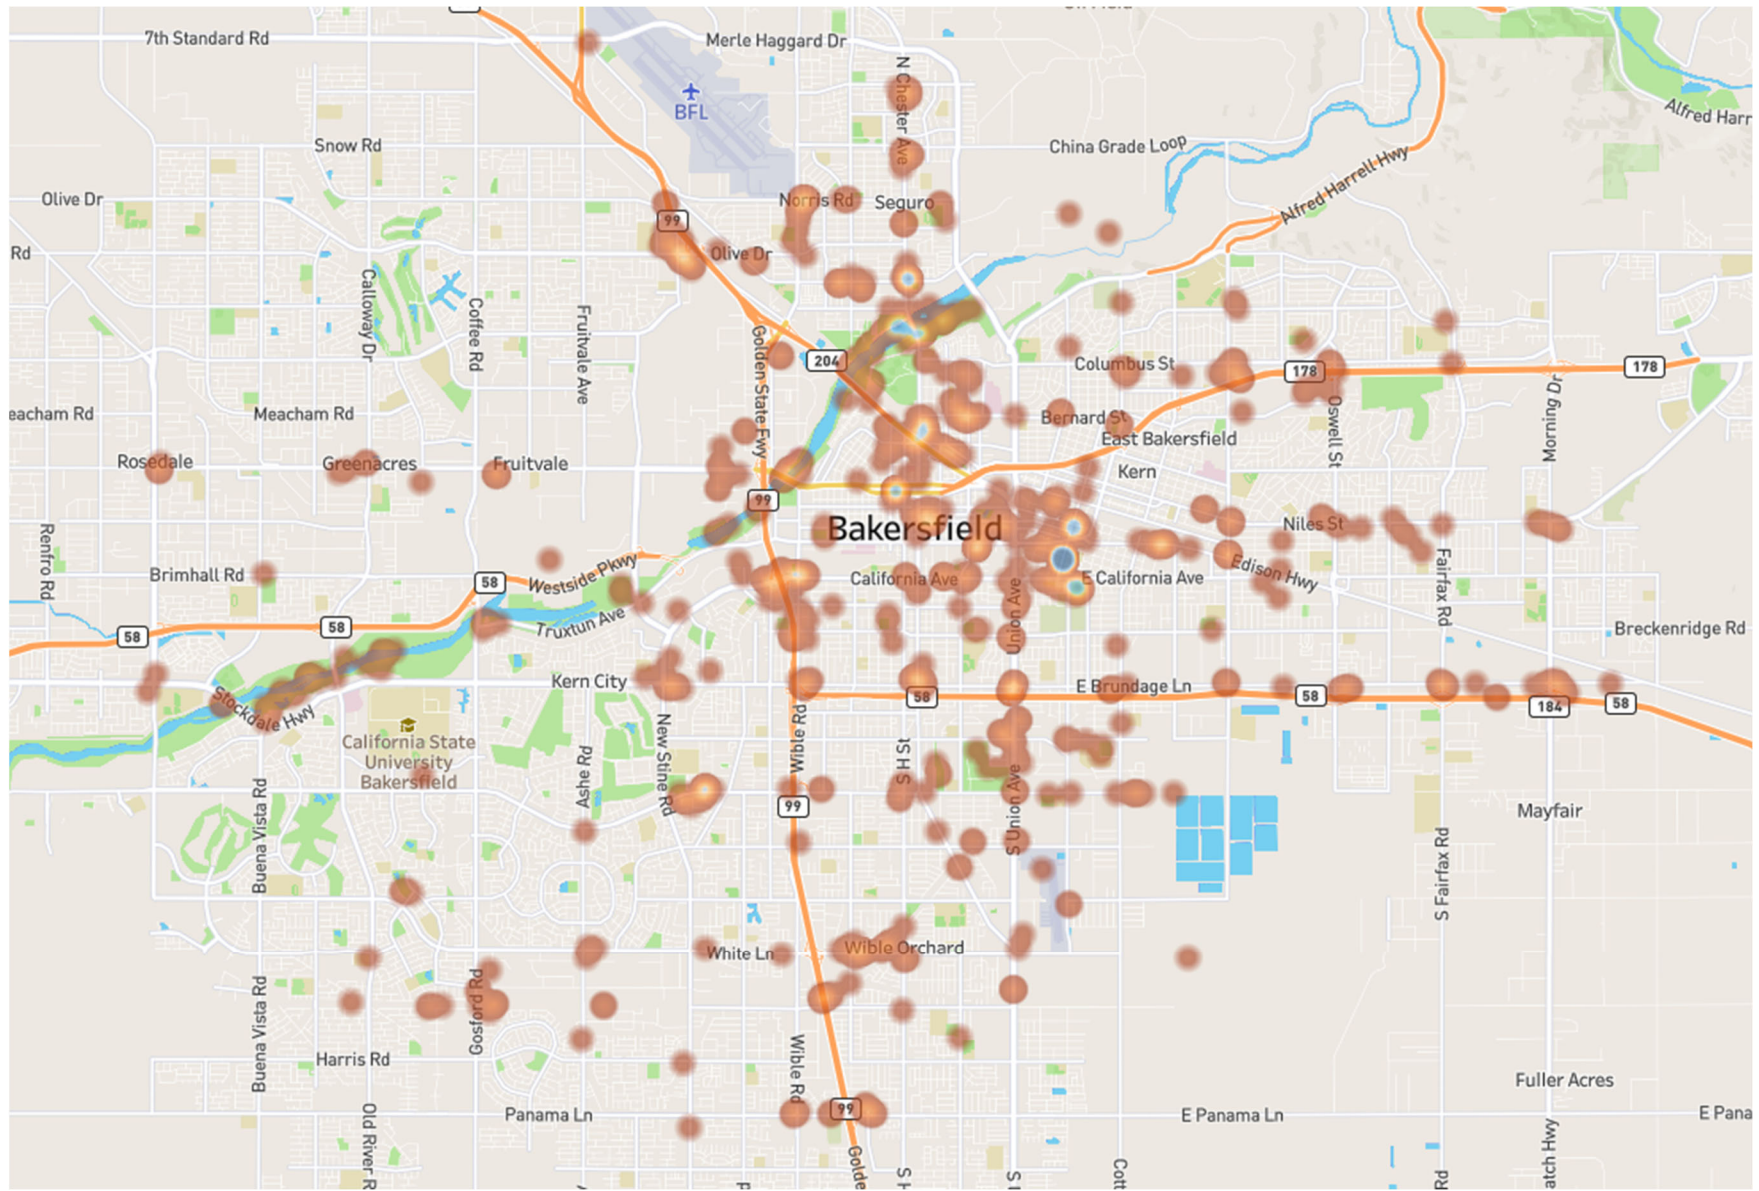 7th Standard Rd
Merle Haggard Dr
N Chester Ave
BFL
Alfred Harr
Snow Rd
China Grade Loop
Alfred Harrell Hwy
Olive Dr
Norris Rd
Seguro
99
Rd
Olive Dr
Calloway Dr
Coffee Rd
Fruitvale Ave
Golden State Fwy
204
Columbus St
178
178
eacham Rd
Meacham Rd
Bernard St
East Bakersfield
Oswell St
Morning Dr
Rosedale
Greenacres
Fruitvale
Kern
99
Bakersfield
Niles St
Renfro Rd
Brimhall Rd
58
Westside Pkwy
California Ave
E California Ave
Edison Hwy
Fairfax Rd
58
58
Truxtun Ave
Union Ave
Breckenridge Rd
Kern City
E Brundage Ln
58
58
184
58
Stockdale Hwy
California State
University
Bakersfield
New Stine Rd
Wible Rd
S H St
Ashe Rd
Buena Vista Rd
99
S Union Ave
Mayfair
S Fairfax Rd
White Ln
Wible Orchard
Gosford Rd
Buena Vista Rd
Harris Rd
Wible Rd
Fuller Acres
Old River R
Panama Ln
99
E Panama Ln
E Pana
Golde
S H
S U
Cott
Rd
atch Hwy